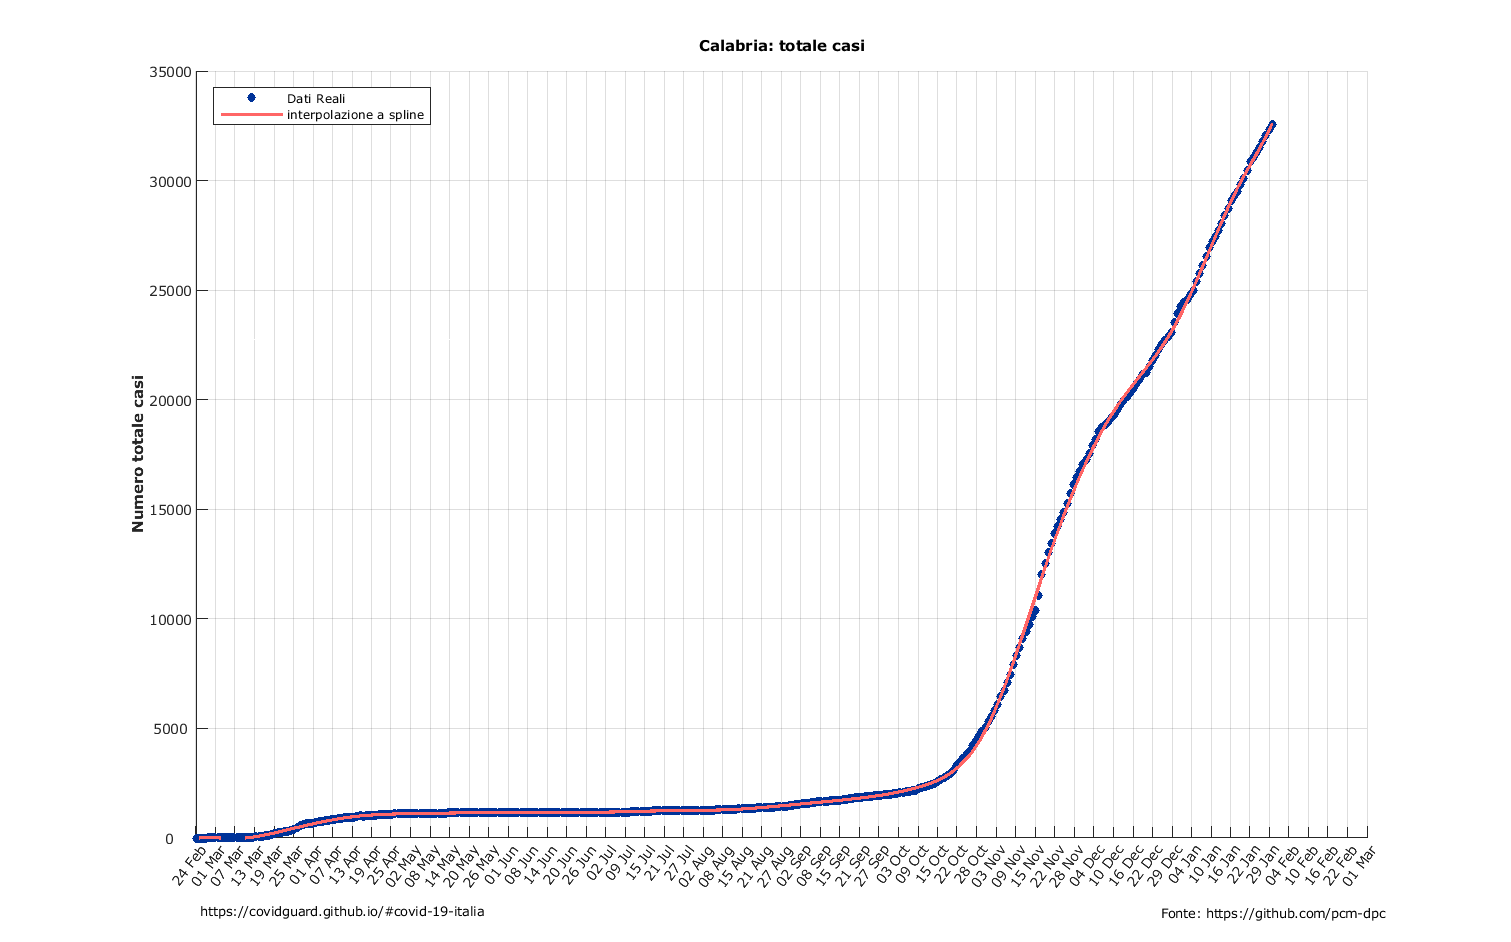 Calabria: totale casi
Dati Reali
interpolazione a spline
Numero totale casi
35000
30000
25000
20000
15000
10000
5000
0
24 Feb
01 Mar
07 Mar
13 Mar
19 Mar
25 Mar
01 Apr
07 Apr
13 Apr
19 Apr
25 Apr
02 May
08 May
14 May
20 May
26 May
01 Jun
08 Jun
14 Jun
20 Jun
26 Jun
02 Jul
09 Jul
15 Jul
21 Jul
27 Jul
02 Aug
08 Aug
15 Aug
21 Aug
27 Aug
02 Sep
08 Sep
15 Sep
21 Sep
27 Sep
03 Oct
09 Oct
15 Oct
22 Oct
28 Oct
03 Nov
09 Nov
15 Nov
22 Nov
28 Nov
04 Dec
10 Dec
16 Dec
22 Dec
29 Dec
04 Jan
10 Jan
16 Jan
22 Jan
29 Jan
04 Feb
10 Feb
16 Feb
22 Feb
01 Mar
https://covidguard.github.io/#covid-19-italia
Fonte: https://github.com/pcm-dpc